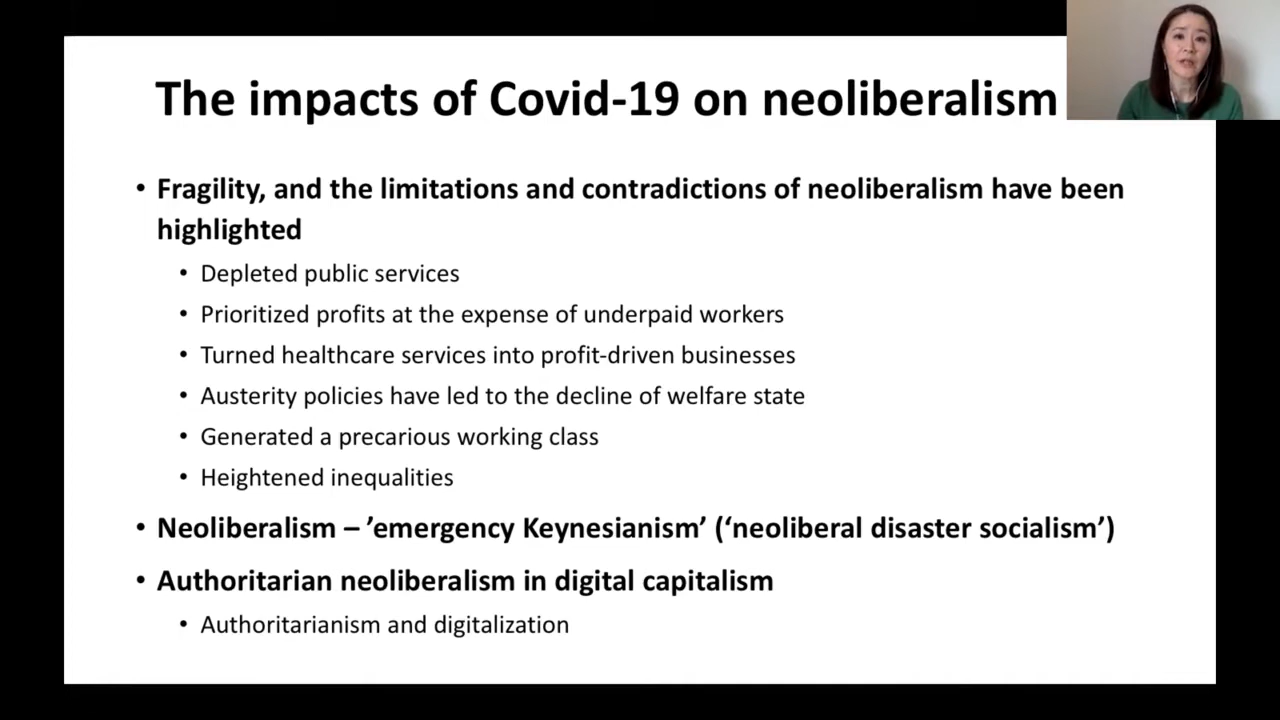 The impacts of Covid-19 on neoliberalism
• Fragility, and the limitations and contradictions of neoliberalism have been
highlighted
• Depleted public services
• Prioritized profits at the expense of underpaid workers
• Turned healthcare services into profit-driven businesses
• Austerity policies have led to the decline of welfare state
• Generated a precarious working class
• Heightened inequalities
• Neoliberalism – ’emergency Keynesianism’ (‘neoliberal disaster socialism’)
• Authoritarian neoliberalism in digital capitalism
• Authoritarianism and digitalization